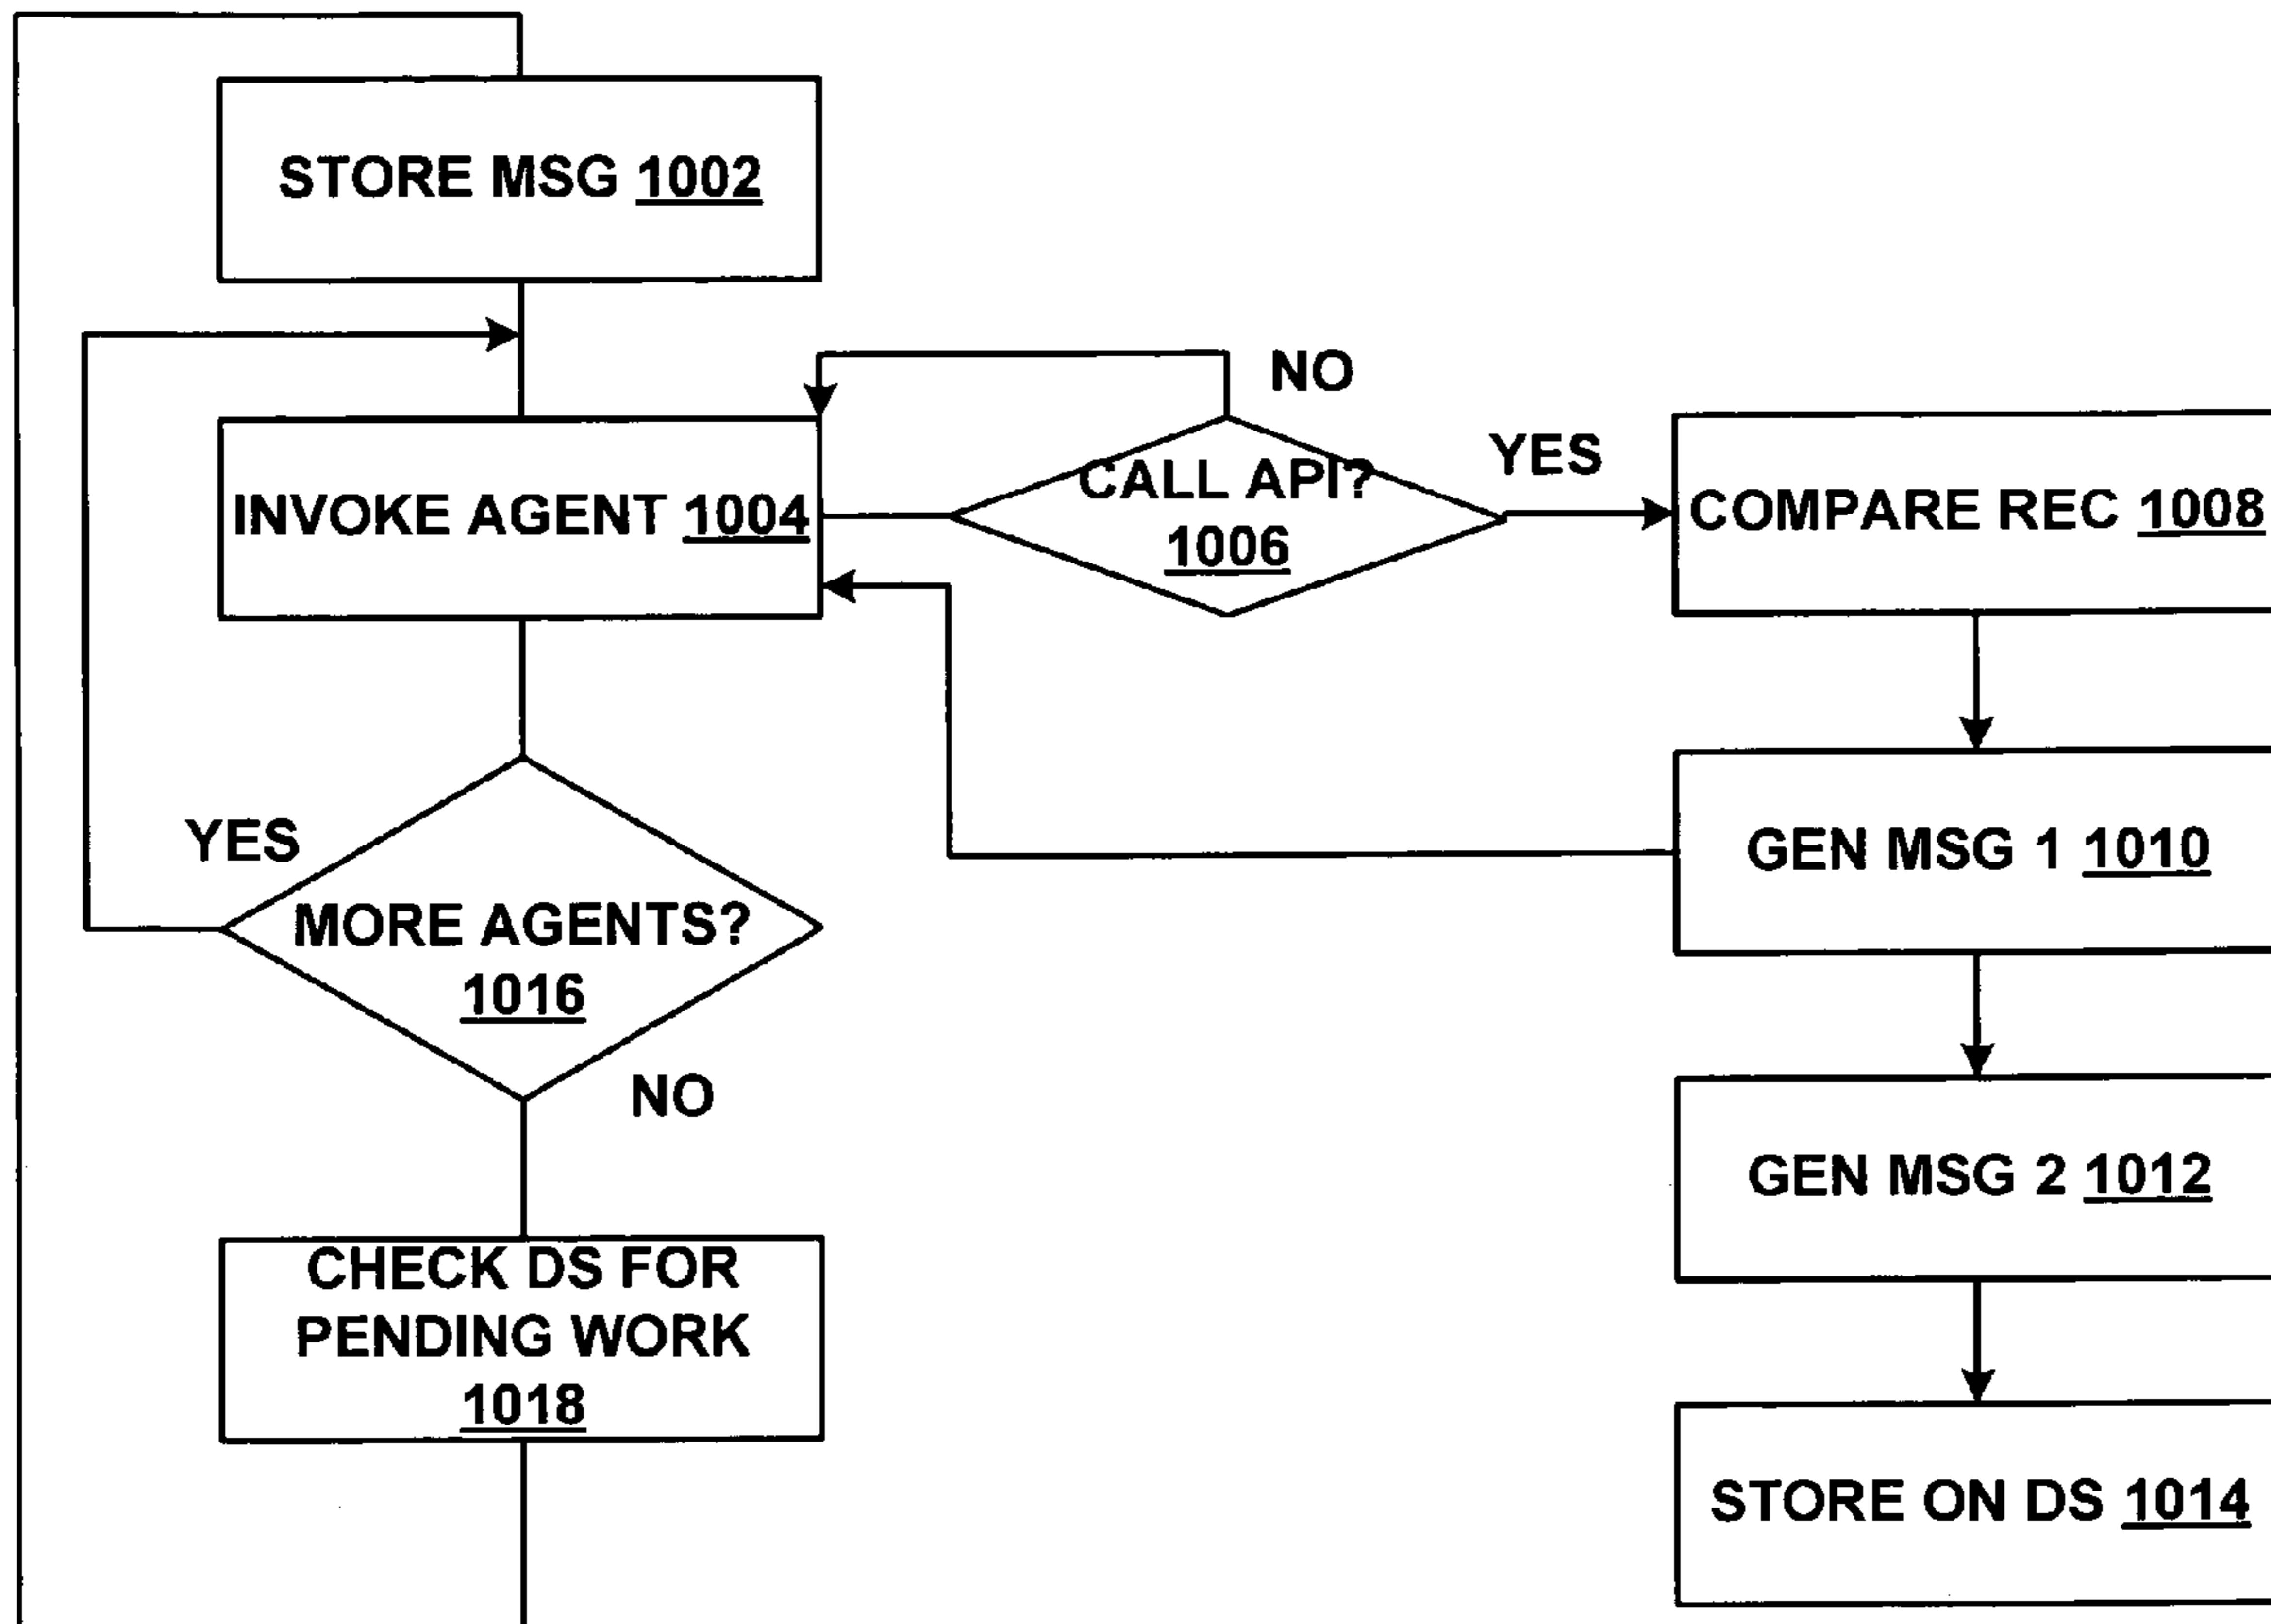 STORE MSG 1002
NO
INVOKE AGENT 1004
CALL API?
1006
YES
COMPARE REC 1008
GEN MSG 1 1010
YES
MORE AGENTS?
1016
NO
GEN MSG 2 1012
CHECK DS FOR
PENDING WORK
1018
STORE ON DS 1014